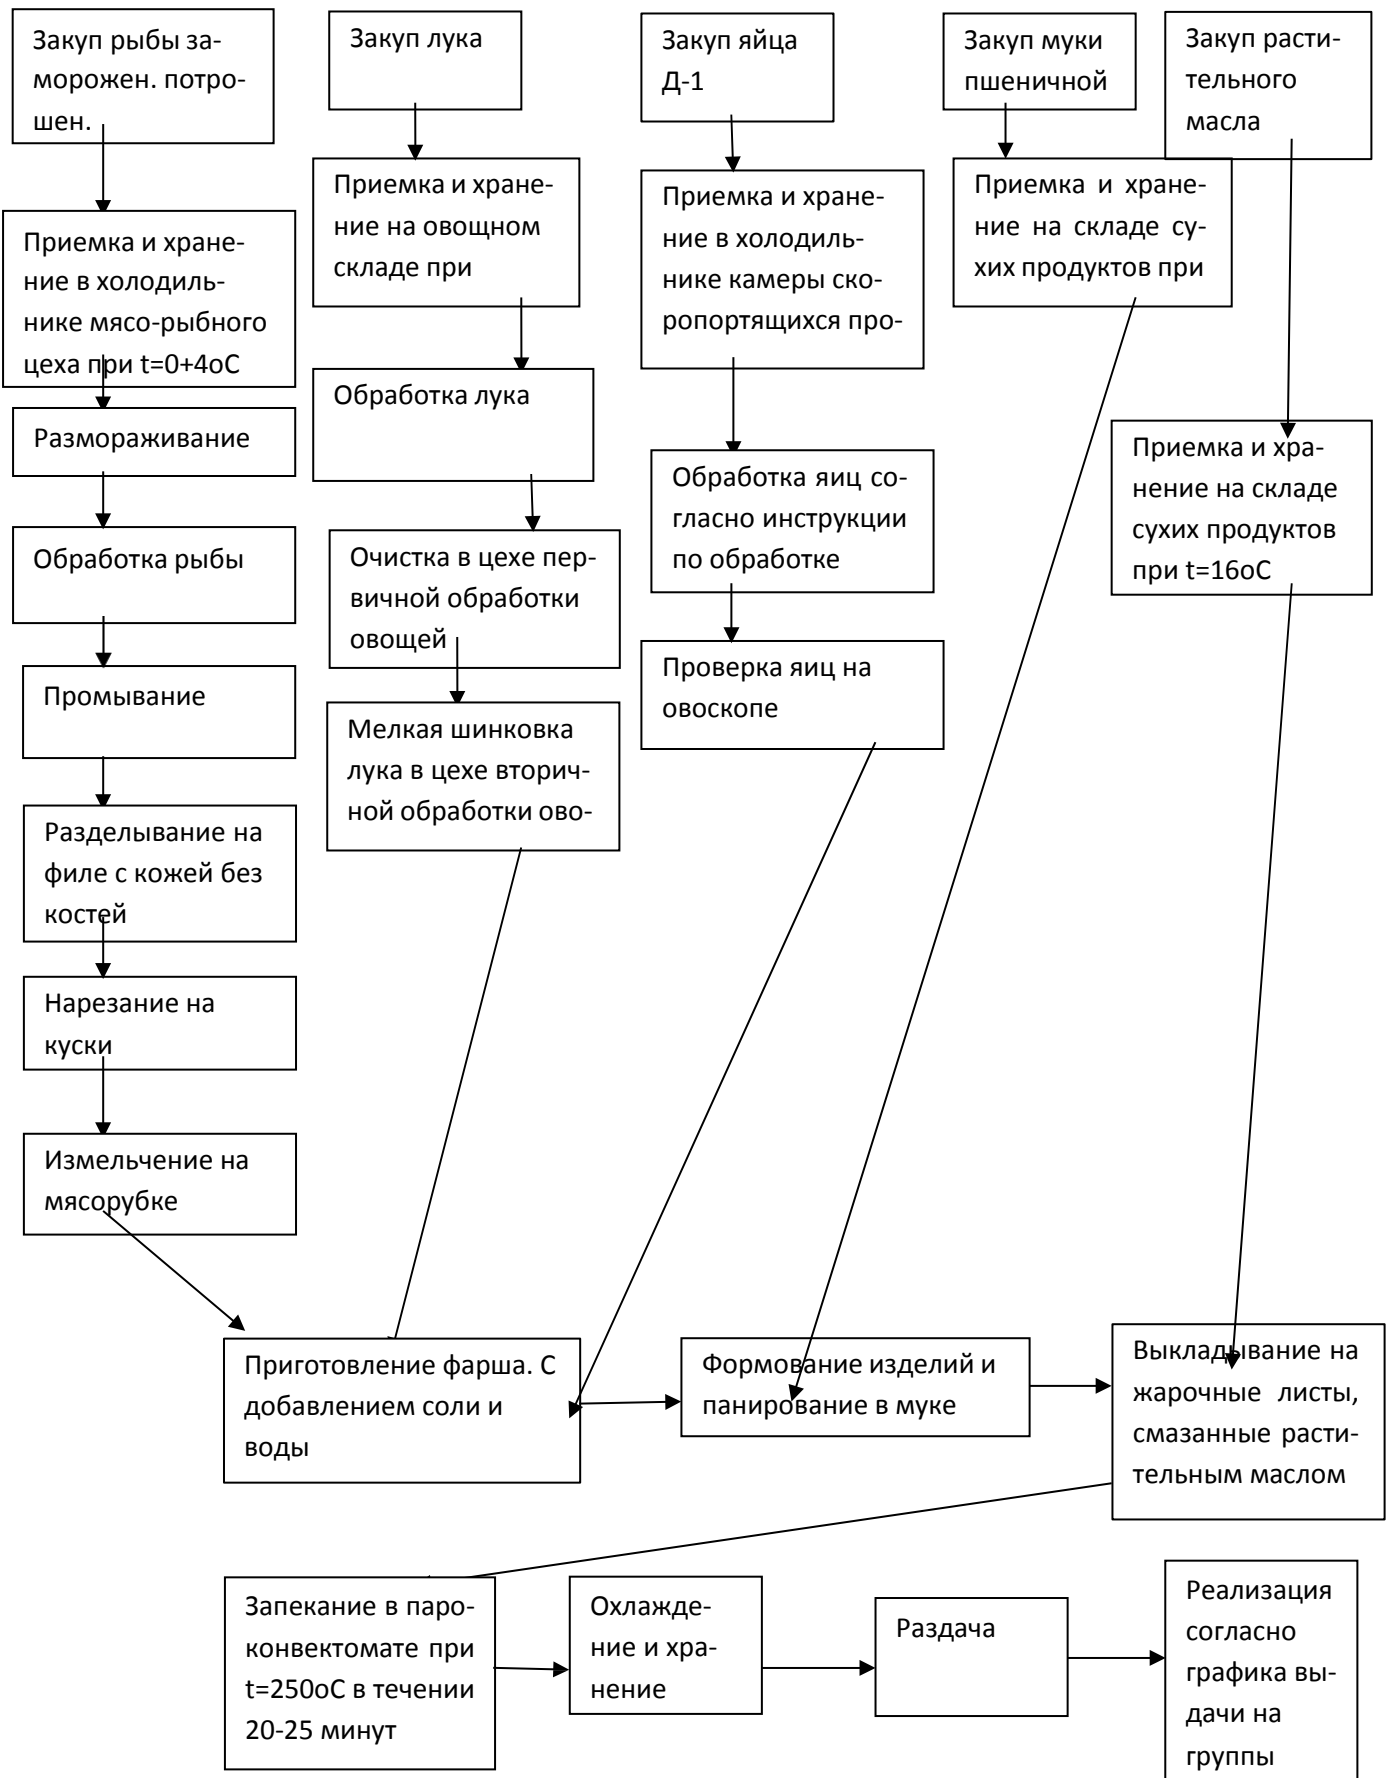 Закуп рыбы за-
морожен. потро-
шен.
Закуп лука
Закуп яйца
Д-1
Закуп муки
пшеничной
Закуп расти-
тельного
масла
Приемка и хране-
ние в холодиль-
нике мясо-рыбного
цеха при t=0+4оС
Приемка и хране-
ние на овощном
складе при
Приемка и хране-
ние в холодиль-
нике камеры ско-
ропортящихся про-
Приемка и хране-
ние на складе су-
хих продуктов при
Размораживание
Обработка лука
Обработка яиц со-
гласно инструкции
по обработке
Приемка и хра-
нение на складе
сухих продуктов
при t=16оС
Обработка рыбы
Очистка в цехе пер-
вичной обработки
овощей
Проверка яиц на
овоскопе
Промывание
Мелкая шинковка
лука в цехе вторич-
ной обработки ово-
Разделывание на
филе с кожей без
костей
Нарезание на
куски
Измельчение на
мясорубке
Приготовление фарша. С
добавлением соли и
воды
Формование изделий и
панирование в муке
Выкладывание на
жарочные листы,
смазанные расти-
тельным маслом
Запекание в паро-
конвектомате при
t=250оС в течении
20-25 минут
Охлажде-
ние и хра-
нение
Раздача
Реализация
согласно
графика вы-
дачи на
группы